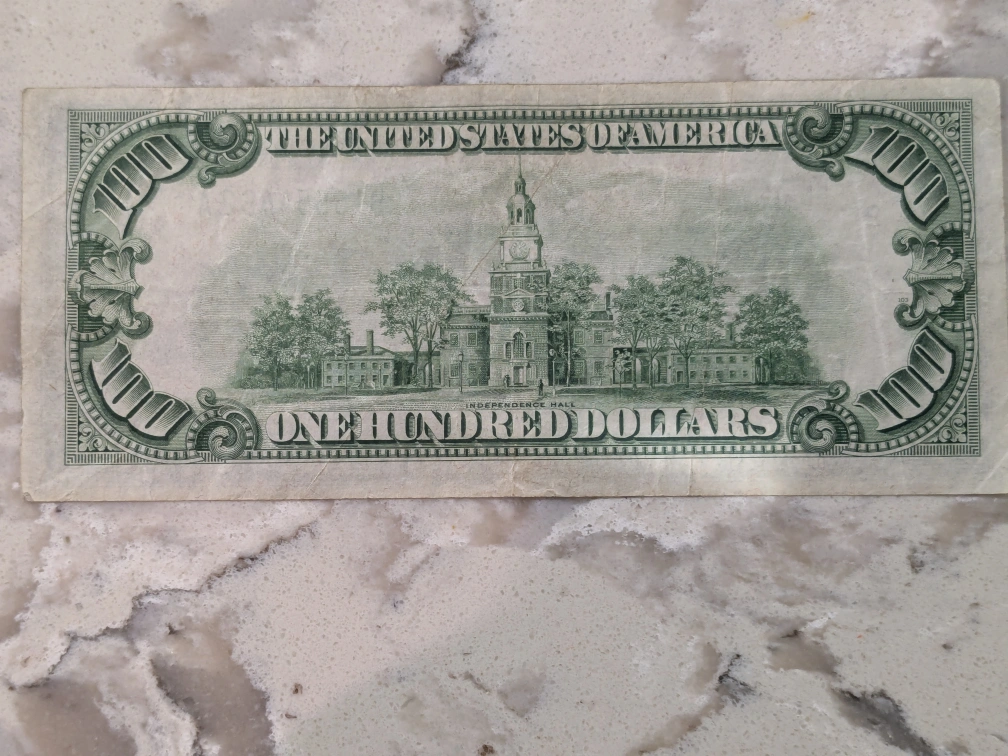 THE UNITED STATES OF AMERICA
100 100
INDEPENDENCE HALL
100 100
ONE HUNDRED DOLLARS